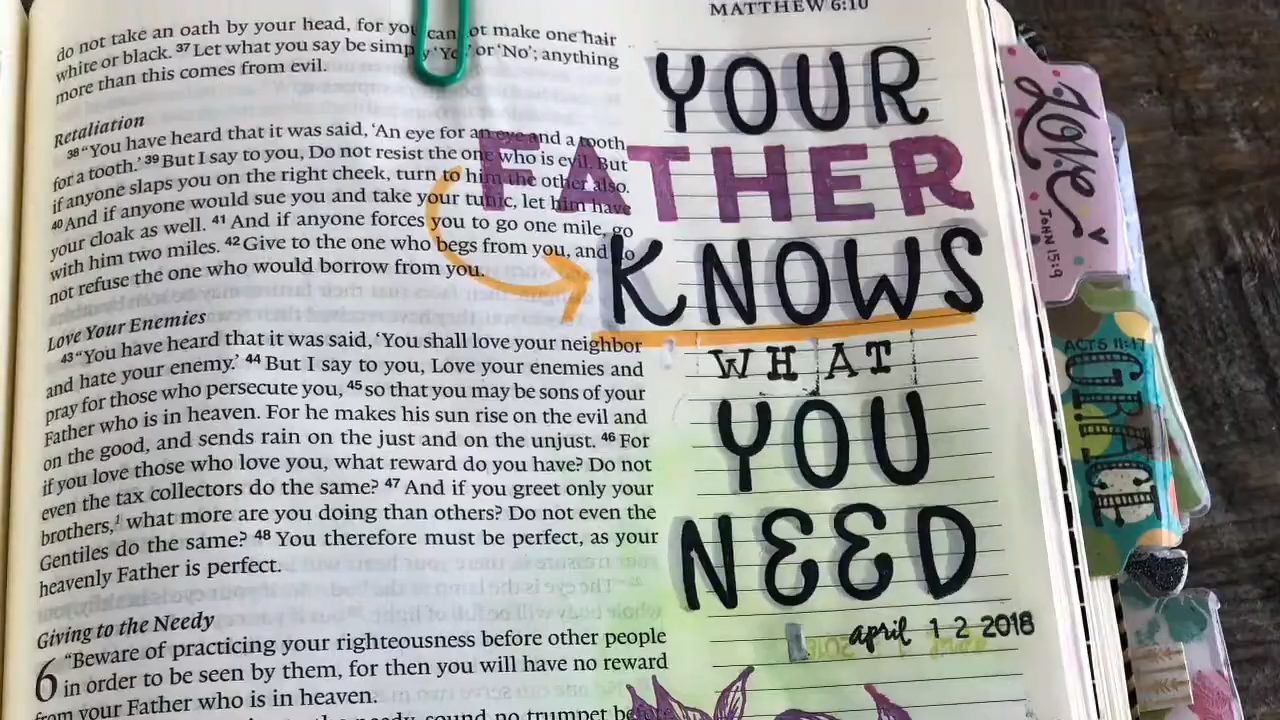 do not take an oath by your head, for you cannot make one hair
white or black. 37 Let what you say be simply 'Yes' or 'No'; anything
more than this comes from evil.
Retaliation
38 "You have heard that it was said, 'An eye for an eye and a tooth
for a tooth.' 39 But I say to you, Do not resist the one who is evil. But
if anyone slaps you on the right cheek, turn to him the other also.
40 And if anyone would sue you and take your tunic, let him have
your cloak as well. 41 And if anyone forces you to go one mile, go
with him two miles. 42 Give to the one who begs from you, and do
not refuse the one who would borrow from you.
Love Your Enemies
43 "You have heard that it was said, 'You shall love your neighbor
and hate your enemy.' 44 But I say to you, Love your enemies and
pray for those who persecute you, 45 so that you may be sons of your
Father who is in heaven. For he makes his sun rise on the evil and
on the good, and sends rain on the just and on the unjust. 46 For
if you love those who love you, what reward do you have? Do not
even the tax collectors do the same? 47 And if you greet only your
brothers, what more are you doing than others? Do not even the
Gentiles do the same? 48 You therefore must be perfect, as your
heavenly Father is perfect.
Giving to the Needy
6 "Beware of practicing your righteousness before other people
in order to be seen by them, for then you will have no reward
from your Father who is in heaven.
needy, sound no trumpet before
MATTHEW 6:10
YOUR
FATHER
KNOWS
WHAT
YOU
NEED
april 12 2018
Love
JOHN 15:9
ACTS 11:17
GRACE